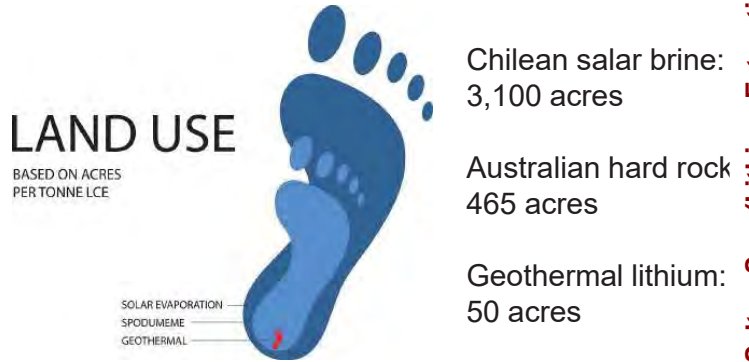 LAND USE
BASED ON ACRES
PER TONNE LCE
SOLAR EVAPORATION
SPODUMEME
GEOTHERMAL
Chilean salar brine:
3,100 acres
Australian hard rock
465 acres
Geothermal lithium:
50 acres